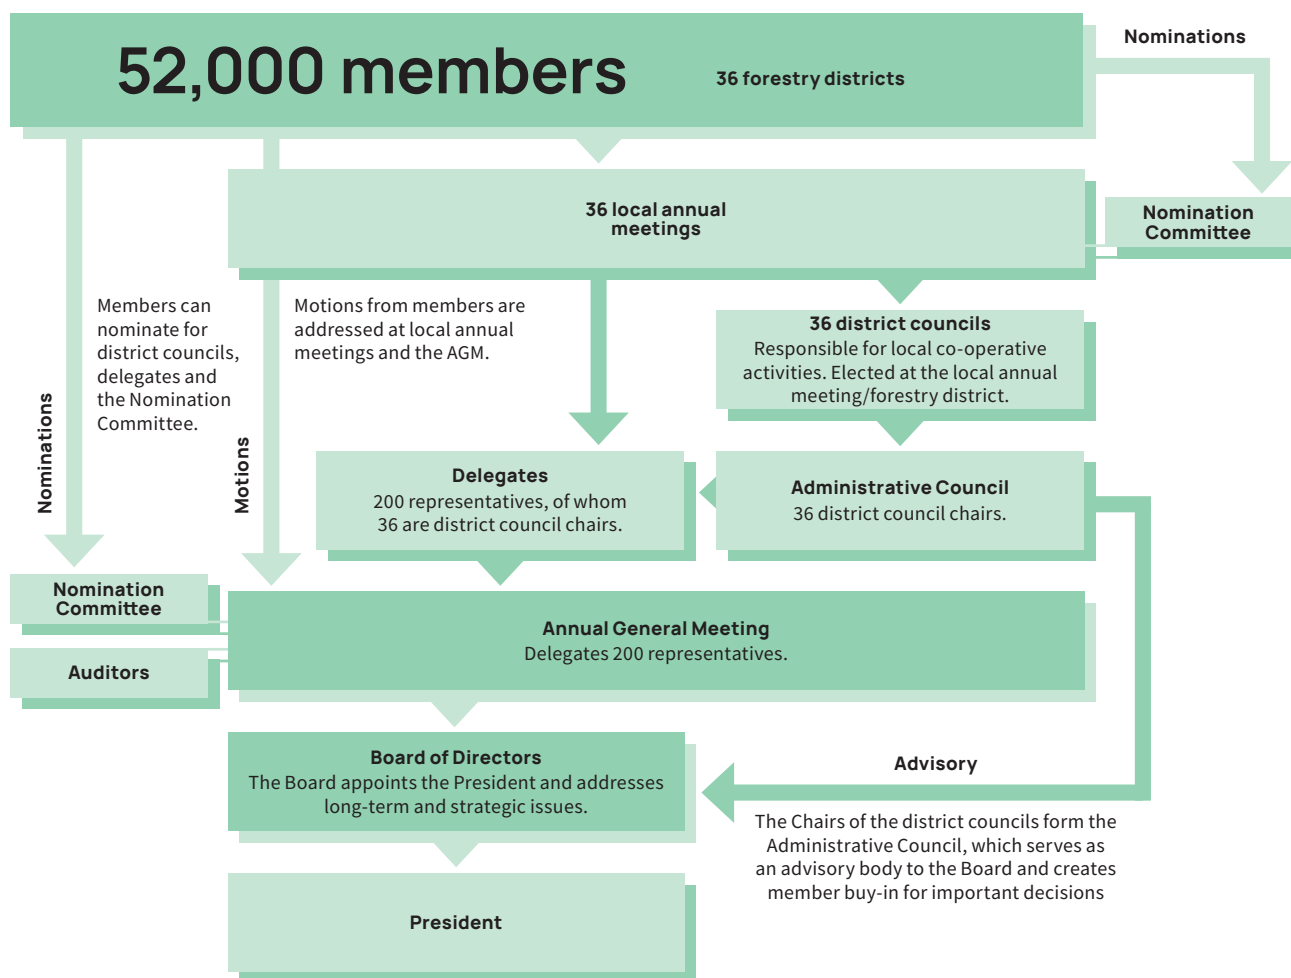 52,000 members
36 forestry districts
Nominations
36 local annual
meetings
Nomination
Committee
Members can
nominate for
district councils,
delegates and
the Nomination
Committee.
Nominations
Motions from members are
addressed at local annual
meetings and the AGM.
Motions
36 district councils
Responsible for local co-operative
activities. Elected at the local annual
meeting/forestry district.
Delegates
200 representatives, of whom
36 are district council chairs.
Administrative Council
36 district council chairs.
Nomination
Committee
Auditors
Annual General Meeting
Delegates 200 representatives.
Board of Directors
The Board appoints the President and addresses
long-term and strategic issues.
Advisory
The Chairs of the district councils form the
Administrative Council, which serves as
an advisory body to the Board and creates
member buy-in for important decisions
President